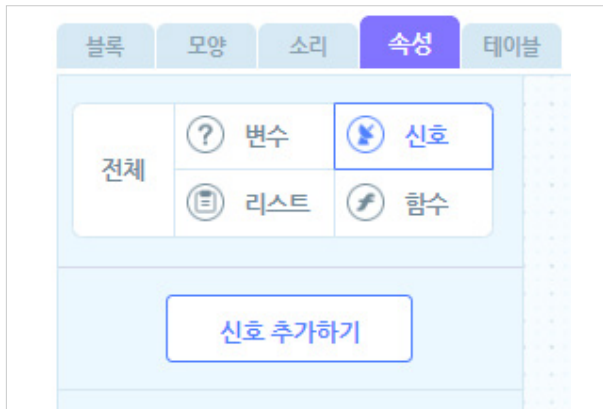 블록 모양 소리 속성 테이블
전체
변수 신호
리스트 함수
신호 추가하기